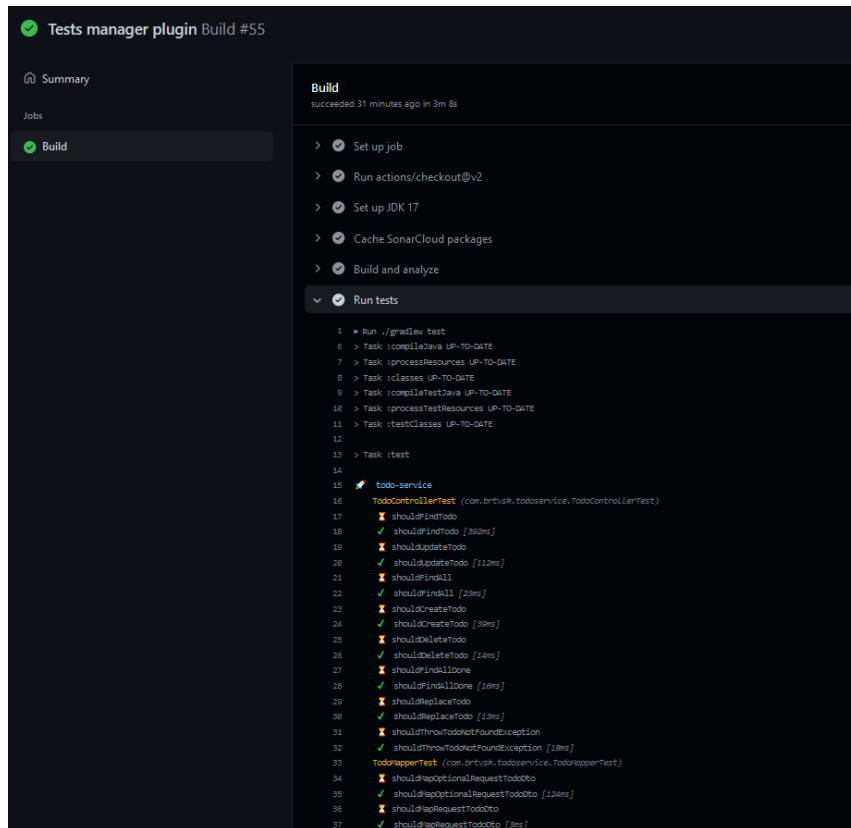 Tests manager plugin Build #55
Summary
Jobs
Build
Build
succeeded 31 minutes ago in 3m 8s
Set up job
Run actions/checkout@v2
Set up JDK 17
Cache SonarCloud packages
Build and analyze
Run tests
1 ▸ Run ./gradlew test
6 > Task :compileJava UP-TO-DATE
7 > Task :processResources UP-TO-DATE
8 > Task :classes UP-TO-DATE
9 > Task :compileTestJava UP-TO-DATE
10 > Task :processTestResources UP-TO-DATE
11 > Task :testClasses UP-TO-DATE
12
13 > Task :test
14
15 🚀 todo-service
16 TodoControllerTest (com.brtvsk.todoservice.TodoControllerTest)
17 ⏳ shouldFindTodo
18 ✓ shouldFindTodo [392ms]
19 ⏳ shouldUpdateTodo
20 ✓ shouldUpdateTodo [112ms]
21 ⏳ shouldFindAll
22 ✓ shouldFindAll [23ms]
23 ⏳ shouldCreateTodo
24 ✓ shouldCreateTodo [39ms]
25 ⏳ shouldDeleteTodo
26 ✓ shouldDeleteTodo [14ms]
27 ⏳ shouldFindAllDone
28 ✓ shouldFindAllDone [16ms]
29 ⏳ shouldReplaceTodo
30 ✓ shouldReplaceTodo [13ms]
31 ⏳ shouldThrowTodoNotFoundException
32 ✓ shouldThrowTodoNotFoundException [18ms]
33 TodoMapperTest (com.brtvsk.todoservice.TodoMapperTest)
34 ⏳ shouldMapOptionalRequestTodoDto
35 ✓ shouldMapOptionalRequestTodoDto [124ms]
36 ⏳ shouldMapRequestTodoDto
37 ✓ shouldMapRequestTodoDto [3ms]